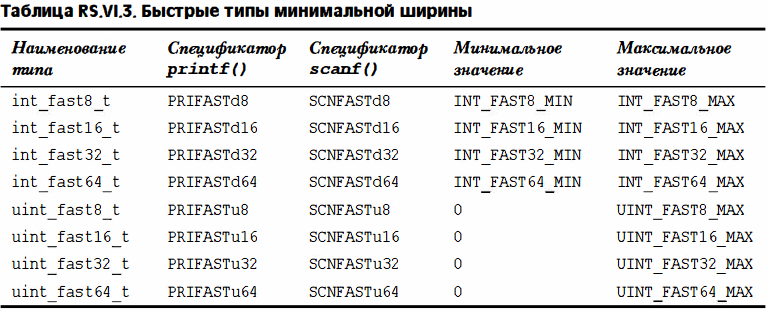 Таблица RS.VI.3. Быстрые типы минимальной ширины
Наименование типа Спецификатор printf() Спецификатор scanf() Минимальное значение Максимальное значение
int_fast8_t PRIFASTd8 SCNFASTd8 INT_FAST8_MIN INT_FAST8_MAX
int_fast16_t PRIFASTd16 SCNFASTd16 INT_FAST16_MIN INT_FAST16_MAX
int_fast32_t PRIFASTd32 SCNFASTd32 INT_FAST32_MIN INT_FAST32_MAX
int_fast64_t PRIFASTd64 SCNFASTd64 INT_FAST64_MIN INT_FAST64_MAX
uint_fast8_t PRIFASTu8 SCNFASTu8 0 UINT_FAST8_MAX
uint_fast16_t PRIFASTu16 SCNFASTu16 0 UINT_FAST16_MAX
uint_fast32_t PRIFASTu32 SCNFASTu32 0 UINT_FAST32_MAX
uint_fast64_t PRIFASTu64 SCNFASTu64 0 UINT_FAST64_MAX